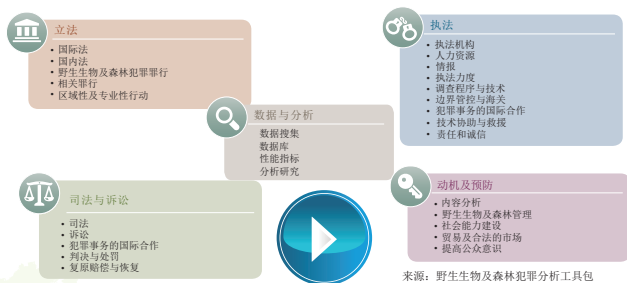 立法
• 国际法
• 国内法
• 野生生物及森林犯罪罪行
• 相关罪行
• 区域性及专业性行动
执法
• 执法机构
• 人力资源
• 情报
• 执法力度
• 调查程序与技术
• 边界管控与海关
• 犯罪事务的国际合作
• 技术协助与救援
• 责任和诚信
数据与分析
数据搜集
数据库
性能指标
分析研究
司法与诉讼
• 司法
• 诉讼
• 犯罪事务的国际合作
• 判决与处罚
• 复原赔偿与恢复
动机及预防
• 内容分析
• 野生生物及森林管理
• 社会能力建设
• 贸易及合法的市场
• 提高公众意识
来源：野生生物及森林犯罪分析工具包